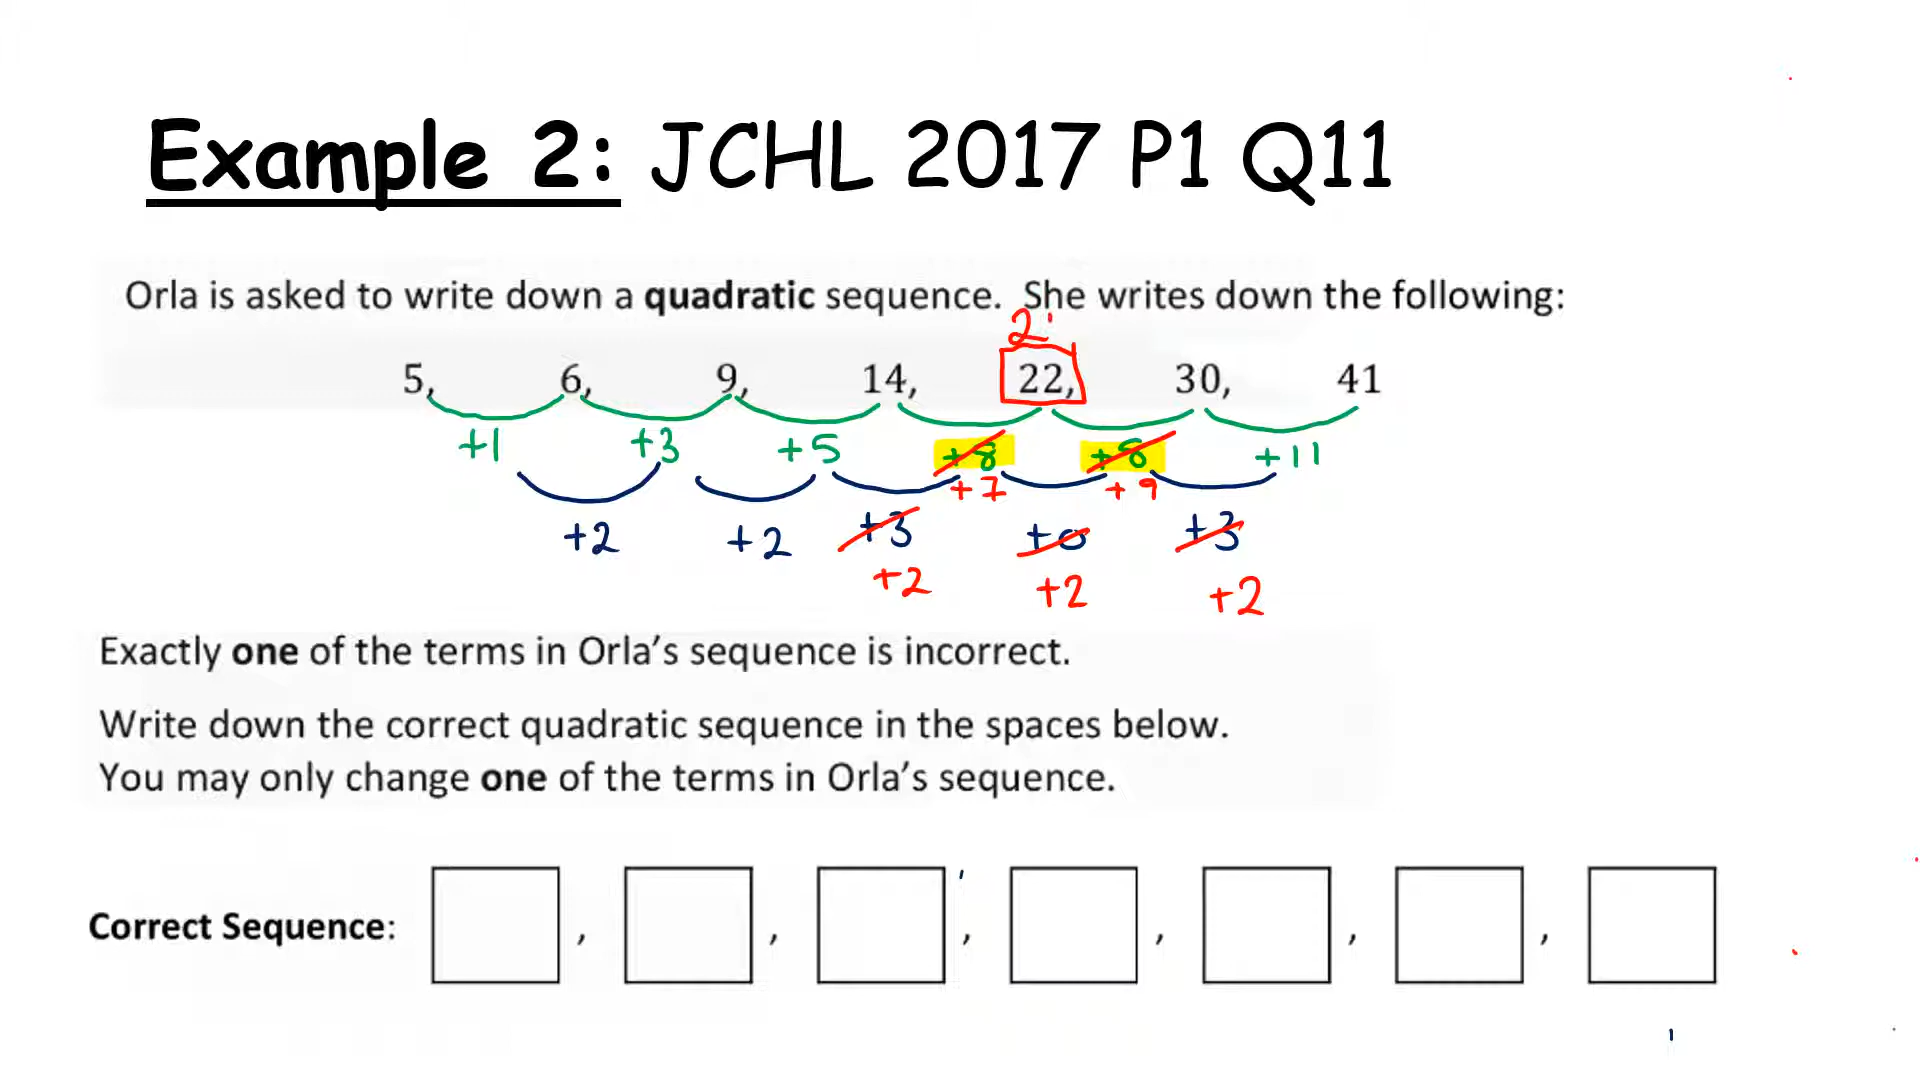 Example 2: JCHL 2017 P1 Q11
Orla is asked to write down a quadratic sequence. She writes down the following:
2
5, 6, 9, 14, 22, 30, 41
+1 +3 +5 +8 +8 +11
+7 +9
+2 +2 +3 +0 +3
+2 +2 +2
Exactly one of the terms in Orla's sequence is incorrect.
Write down the correct quadratic sequence in the spaces below.
You may only change one of the terms in Orla's sequence.
Correct Sequence: , , , , , ,